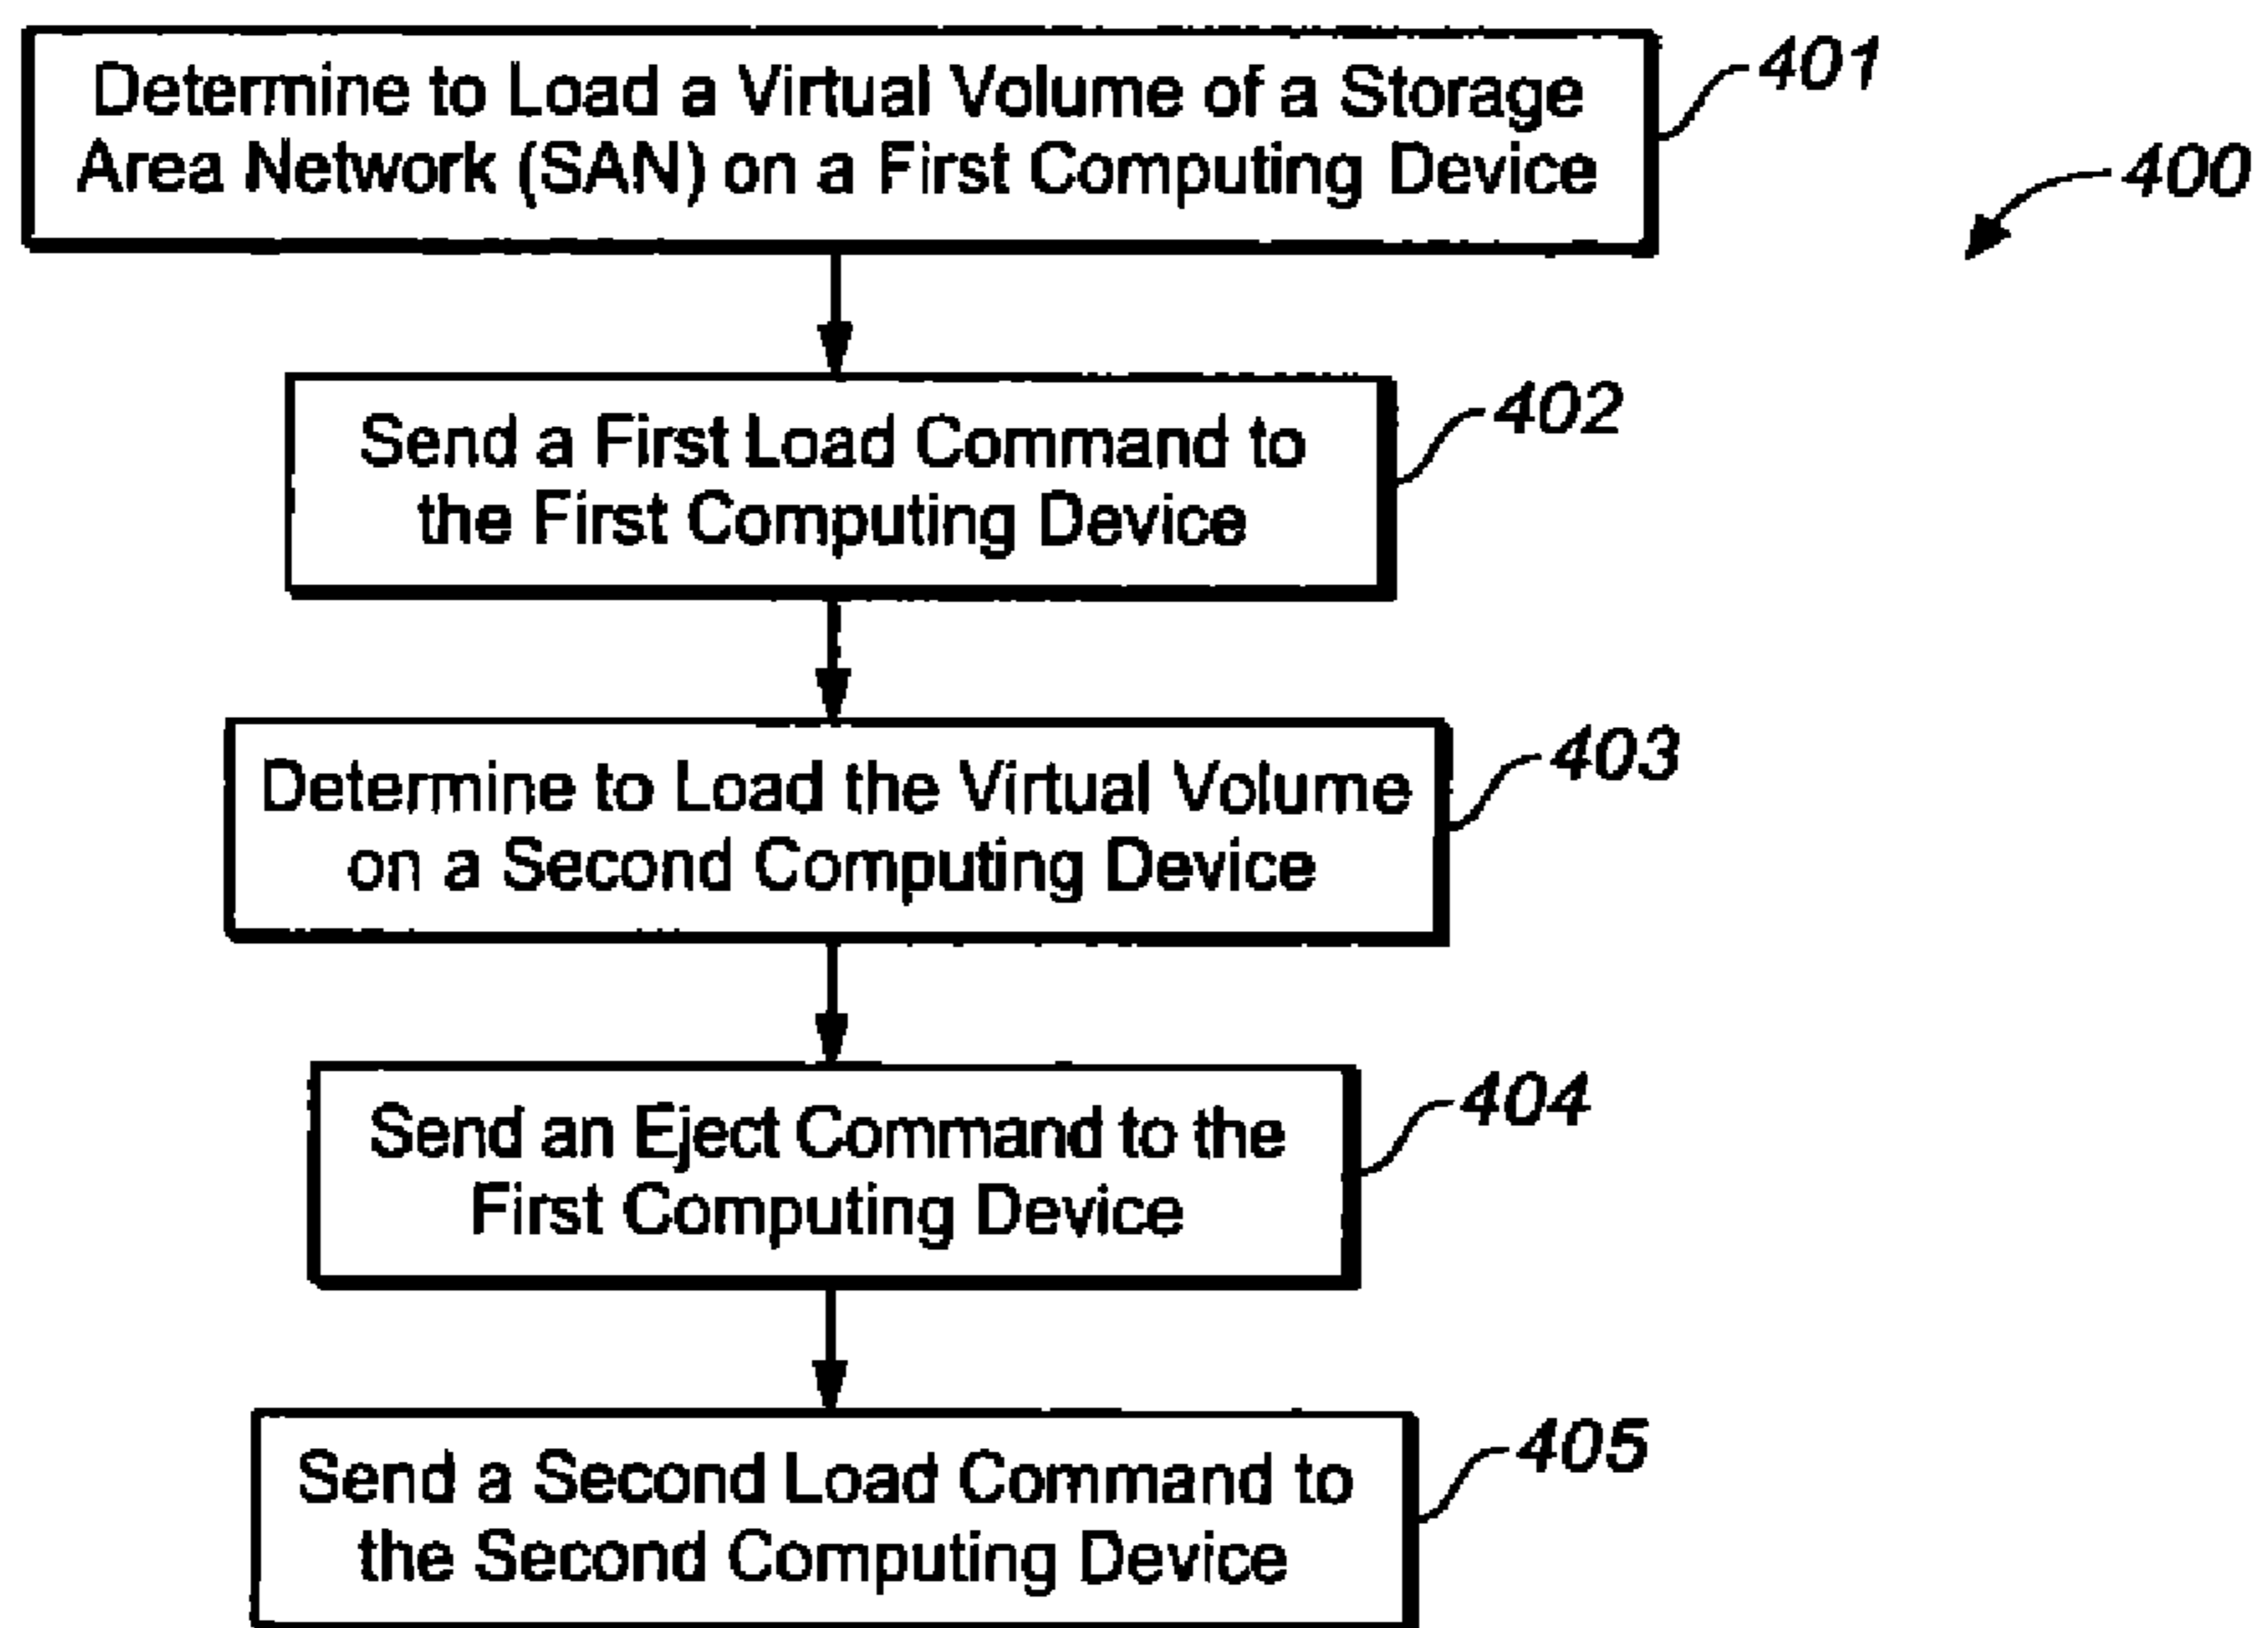 Determine to Load a Virtual Volume of a Storage
Area Network (SAN) on a First Computing Device
401
400
Send a First Load Command to
the First Computing Device
402
Determine to Load the Virtual Volume
on a Second Computing Device
403
Send an Eject Command to the
First Computing Device
404
Send a Second Load Command to
the Second Computing Device
405